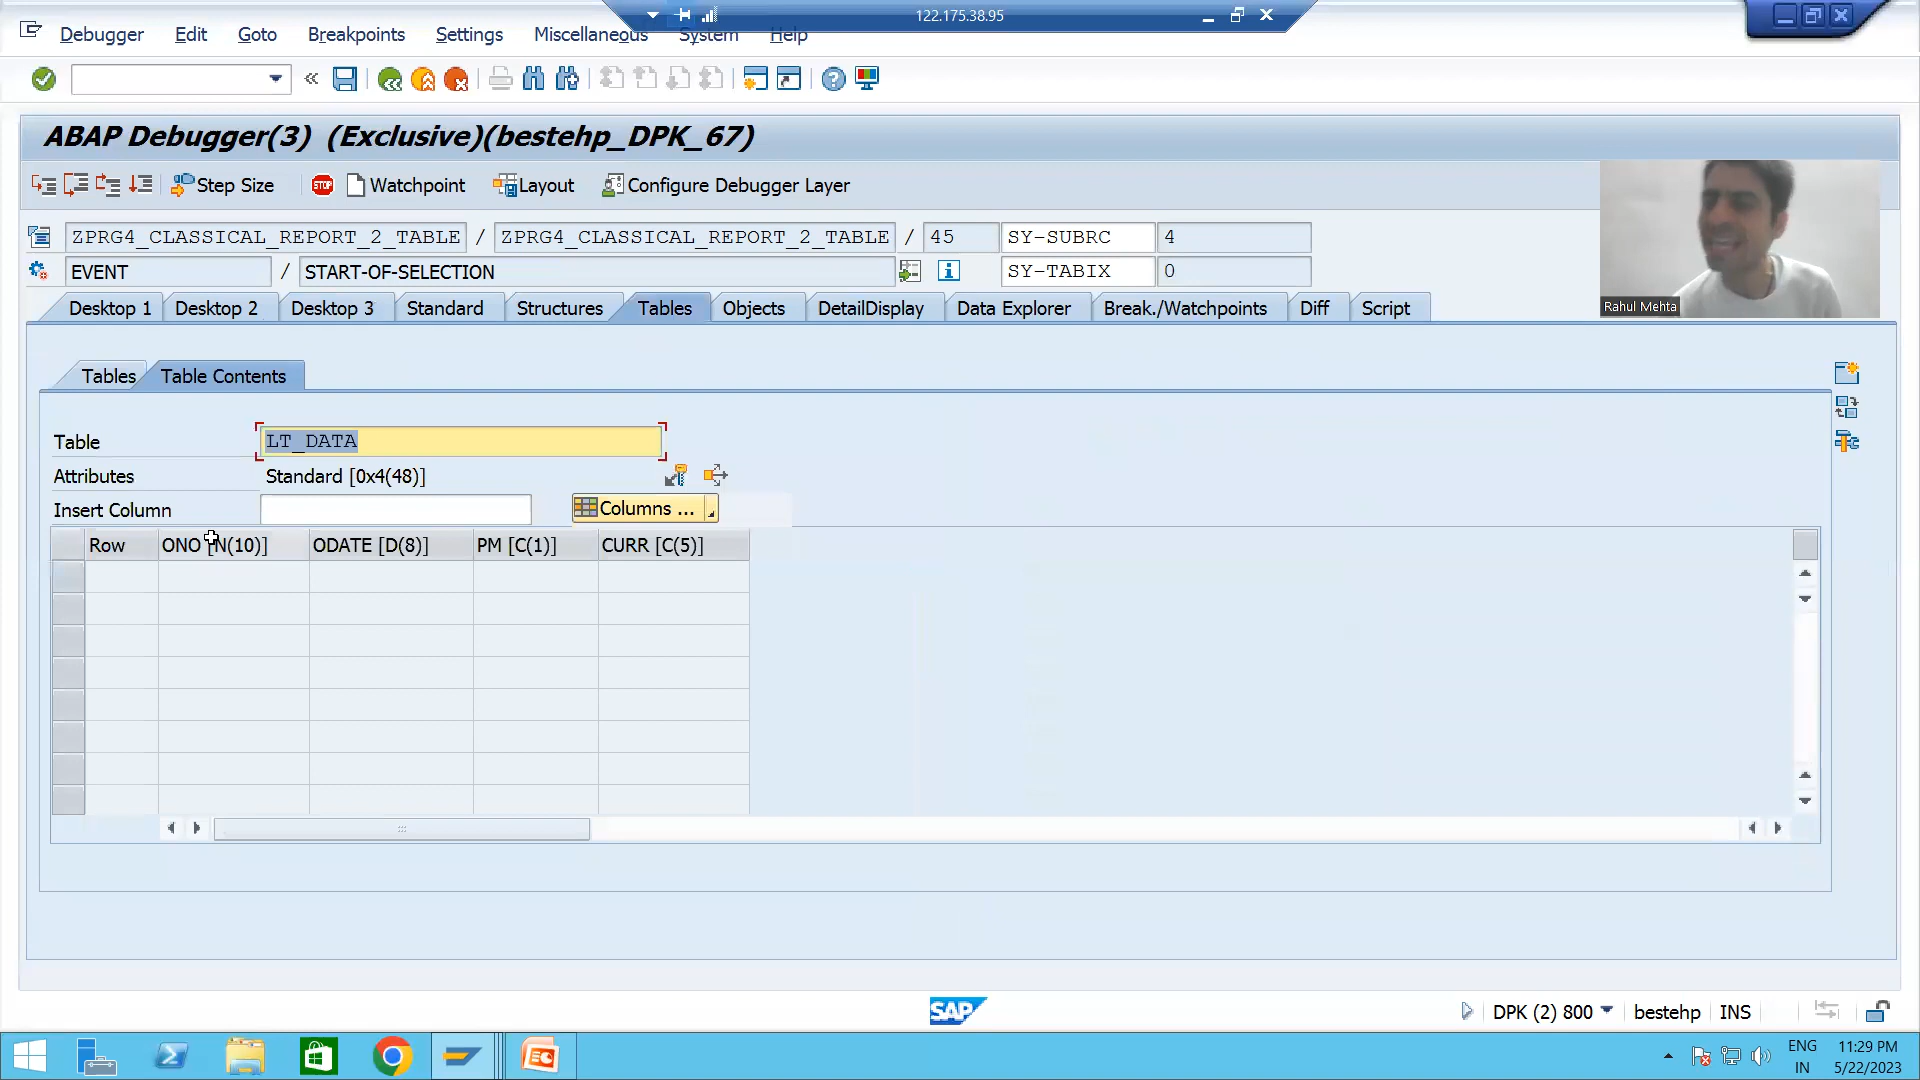 122.175.38.95
Debugger Edit Goto Breakpoints Settings Miscellaneous System Help
ABAP Debugger(3) (Exclusive)(bestehp_DPK_67)
Step Size STOP Watchpoint Layout Configure Debugger Layer
ZPRG4_CLASSICAL_REPORT_2_TABLE / ZPRG4_CLASSICAL_REPORT_2_TABLE / 45 SY-SUBRC 4
EVENT / START-OF-SELECTION SY-TABIX 0
Rahul Mehta
Desktop 1 Desktop 2 Desktop 3 Standard Structures Tables Objects DetailDisplay Data Explorer Break./Watchpoints Diff Script
Tables Table Contents
Table LT_DATA
Attributes Standard [0x4(48)]
Insert Column Columns ...
Row ONO [N(10)] ODATE [D(8)] PM [C(1)] CURR [C(5)]
SAP
DPK (2) 800 bestehp INS
ENG 11:29 PM
IN 5/22/2023